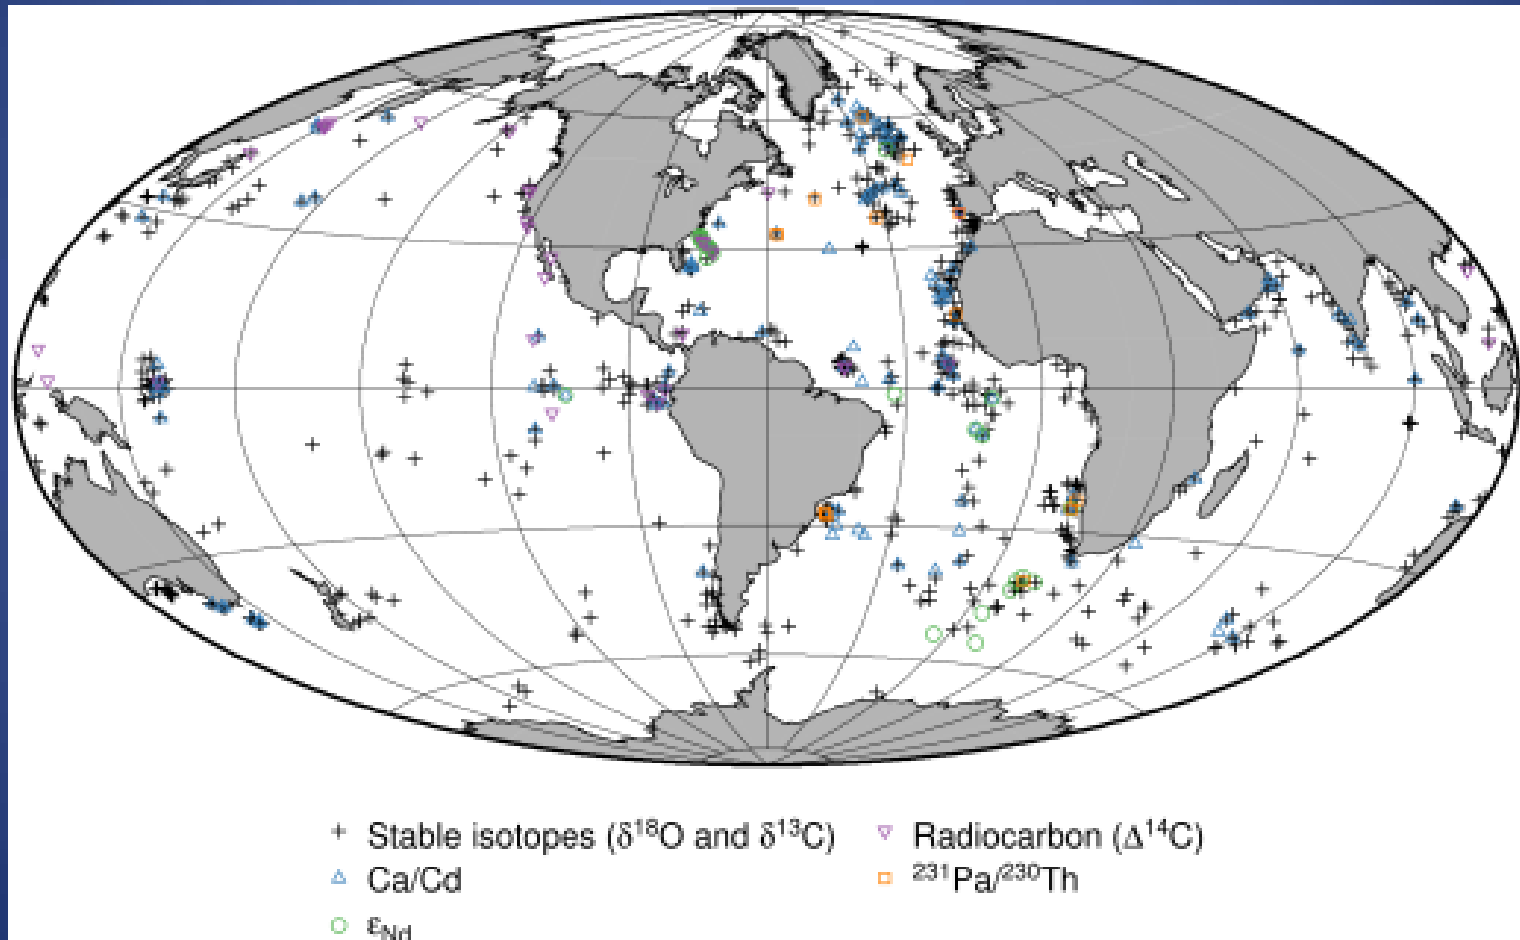 + Stable isotopes (δ¹⁸O and δ¹³C)
▽ Radiocarbon (Δ¹⁴C)
△ Ca/Cd
□ ²³¹Pa/²³⁰Th
○ εNd